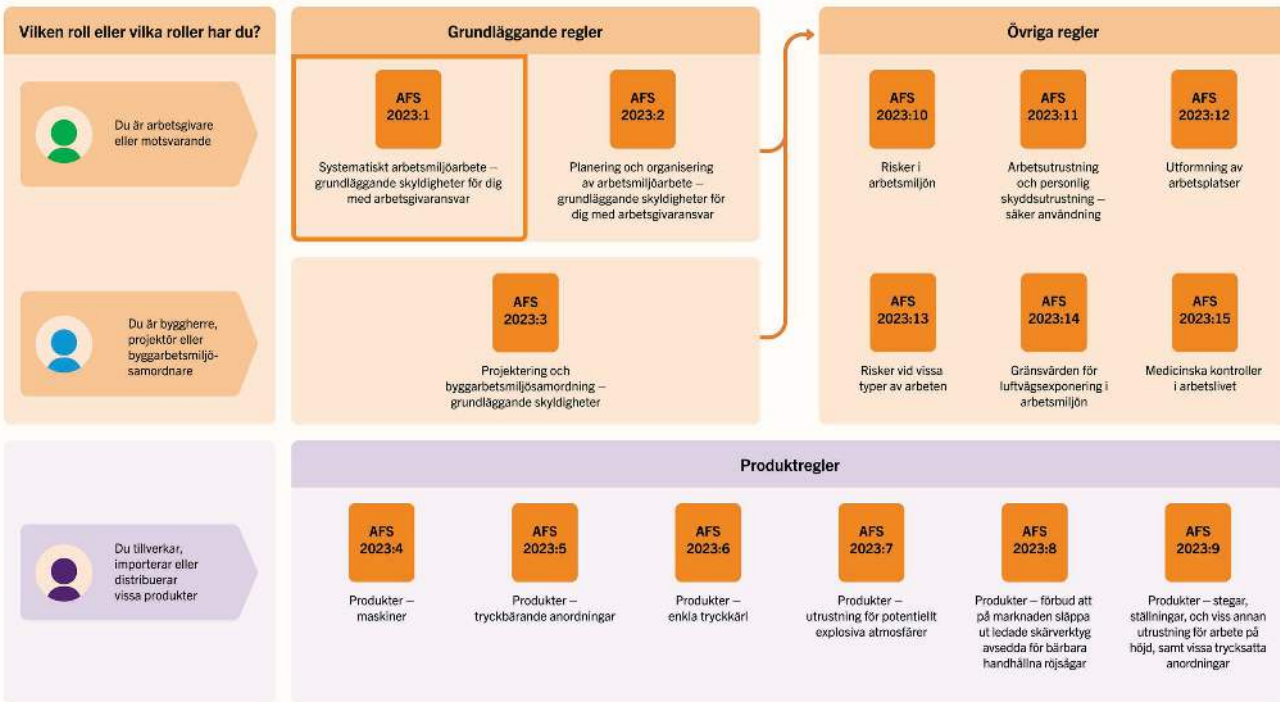 Vilken roll eller vilka roller har du?
Du är arbetsgivare
eller motsvarande
Du är byggherre,
projektör eller
byggarbetsmiljö-
samordnare
Grundläggande regler
AFS
2023:1
Systematiskt arbetsmiljöarbete –
grundläggande skyldigheter för dig
med arbetsgivaransvar
AFS
2023:2
Planering och organisering
av arbetsmiljöarbete –
grundläggande skyldigheter för
dig med arbetsgivaransvar
AFS
2023:3
Projektering och
byggarbetsmiljösamordning –
grundläggande skyldigheter
Övriga regler
AFS
2023:10
Risker i
arbetsmiljön
AFS
2023:11
Arbetsutrustning
och personlig
skyddsutrustning –
säker användning
AFS
2023:12
Utformning av
arbetsplatser
AFS
2023:13
Risker vid vissa
typer av arbeten
AFS
2023:14
Gränsvärden för
luftvägsexponering i
arbetsmiljön
AFS
2023:15
Medicinska kontroller
i arbetslivet
Du tillverkar,
importerar eller
distribuerar
vissa produkter
Produktregler
AFS
2023:4
Produkter –
maskiner
AFS
2023:5
Produkter –
tryckbärande anordningar
AFS
2023:6
Produkter –
enkla tryckkärl
AFS
2023:7
Produkter –
utrustning för potentiellt
explosiva atmosfärer
AFS
2023:8
Produkter – förbud att
på marknaden släppa
ut ledade skärverktyg
avsedda för bärbara
handhållna röjsågar
AFS
2023:9
Produkter – stegar,
ställningar, och viss annan
utrustning för arbete på
höjd, samt vissa trycksatta
anordningar